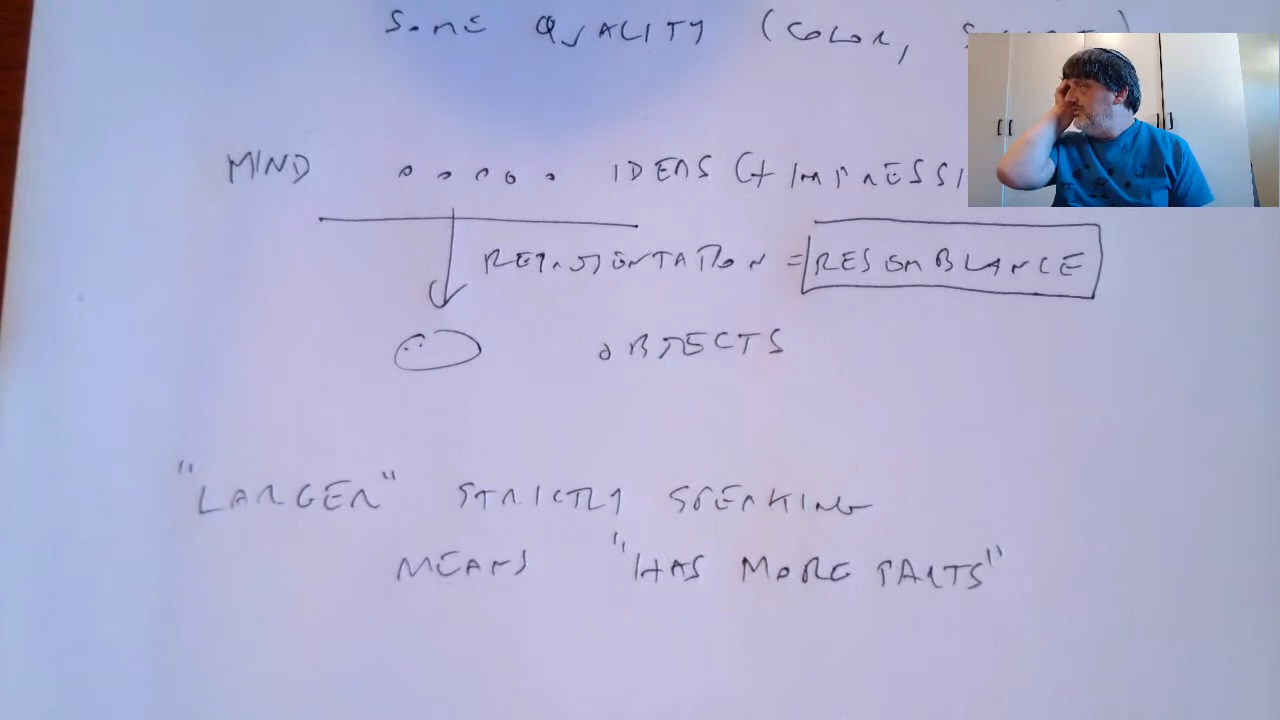 SOME QUALITY (COLOR,
MIND IDEAS (+ IMPRESSI
REPRESENTATION = RESEMBLANCE
OBJECTS
"LARGER" STRICTLY SPEAKING
MEANS "HAS MORE PARTS"